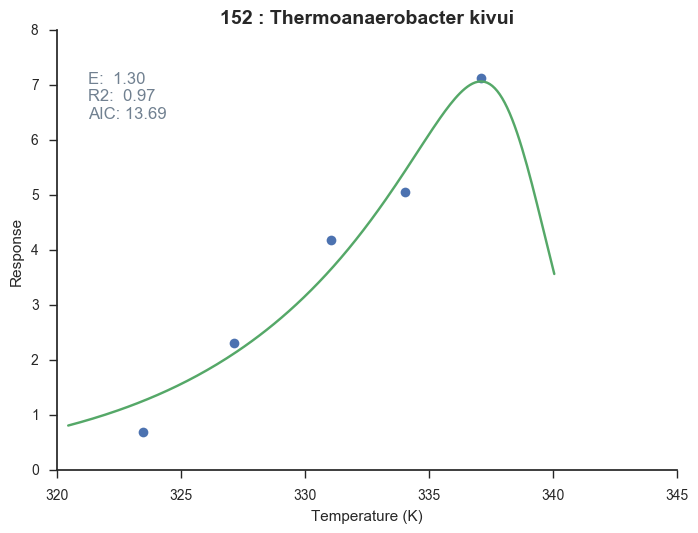 152 : Thermoanaerobacter kivui
E:  1.30
R2:  0.97
AIC: 13.69
Response
8
7
6
5
4
3
2
1
0
320 325 330 335 340 345
Temperature (K)